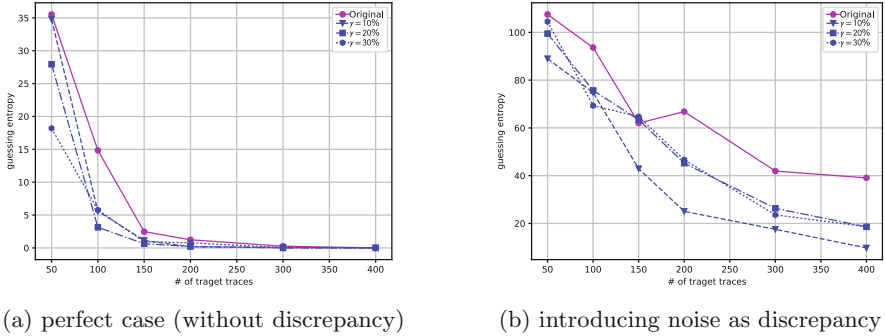 Original
γ = 10%
γ = 20%
γ = 30%
guessing entropy
35
30
25
20
15
10
5
0
50 100 150 200 250 300 350 400
# of traget traces
(a) perfect case (without discrepancy)
Original
γ = 10%
γ = 20%
γ = 30%
guessing entropy
100
80
60
40
20
50 100 150 200 250 300 350 400
# of traget traces
(b) introducing noise as discrepancy